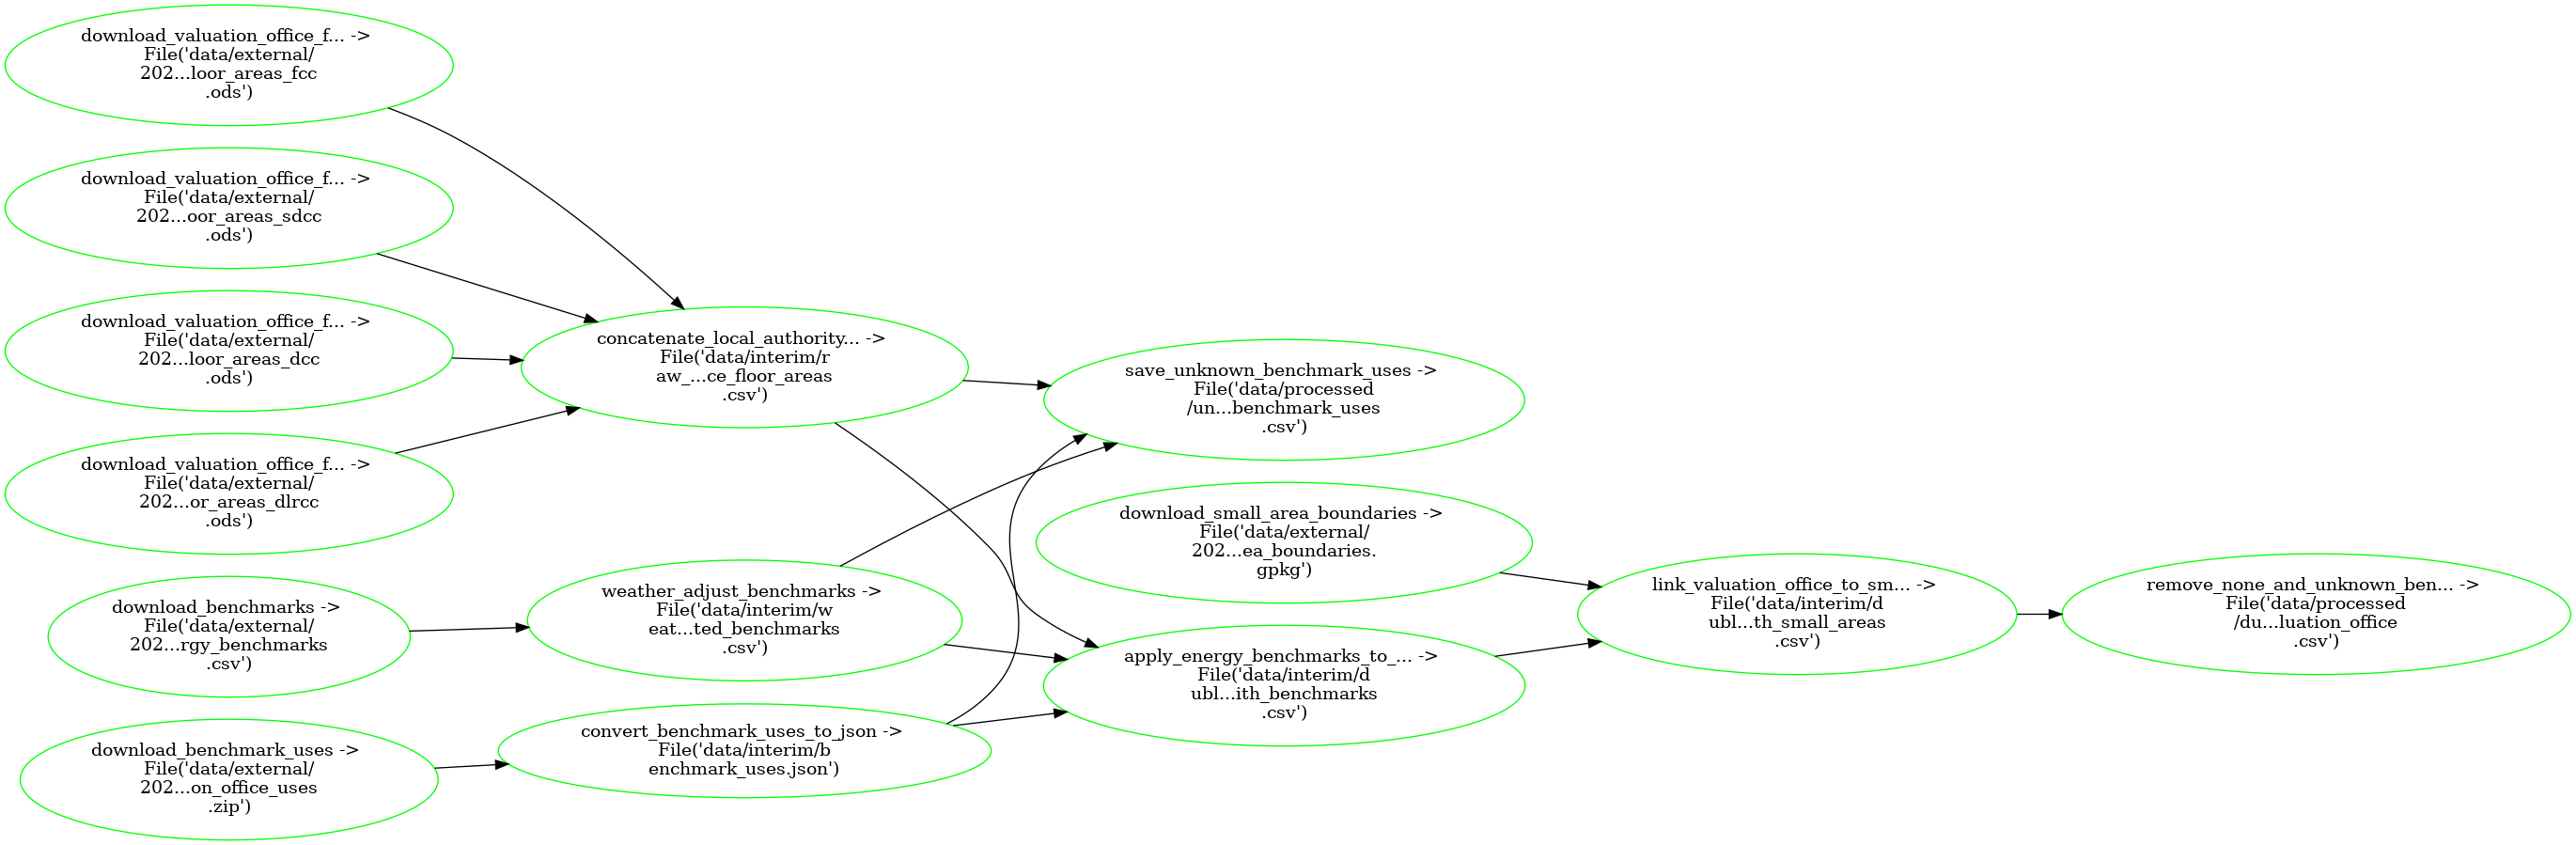 download_valuation_office_f... ->
File('data/external/
202...loor_areas_fcc
.ods')
download_valuation_office_f... ->
File('data/external/
202...oor_areas_sdcc
.ods')
download_valuation_office_f... ->
File('data/external/
202...loor_areas_dcc
.ods')
download_valuation_office_f... ->
File('data/external/
202...or_areas_dlrcc
.ods')
download_benchmarks ->
File('data/external/
202...rgy_benchmarks
.csv')
download_benchmark_uses ->
File('data/external/
202...on_office_uses
.zip')
concatenate_local_authority... ->
File('data/interim/r
aw_...ce_floor_areas
.csv')
weather_adjust_benchmarks ->
File('data/interim/w
eat...ted_benchmarks
.csv')
convert_benchmark_uses_to_json ->
File('data/interim/b
enchmark_uses.json')
save_unknown_benchmark_uses ->
File('data/processed
/un...benchmark_uses
.csv')
download_small_area_boundaries ->
File('data/external/
202...ea_boundaries.
gpkg')
apply_energy_benchmarks_to_... ->
File('data/interim/d
ubl...ith_benchmarks
.csv')
link_valuation_office_to_sm... ->
File('data/interim/d
ubl...th_small_areas
.csv')
remove_none_and_unknown_ben... ->
File('data/processed
/du...luation_office
.csv')